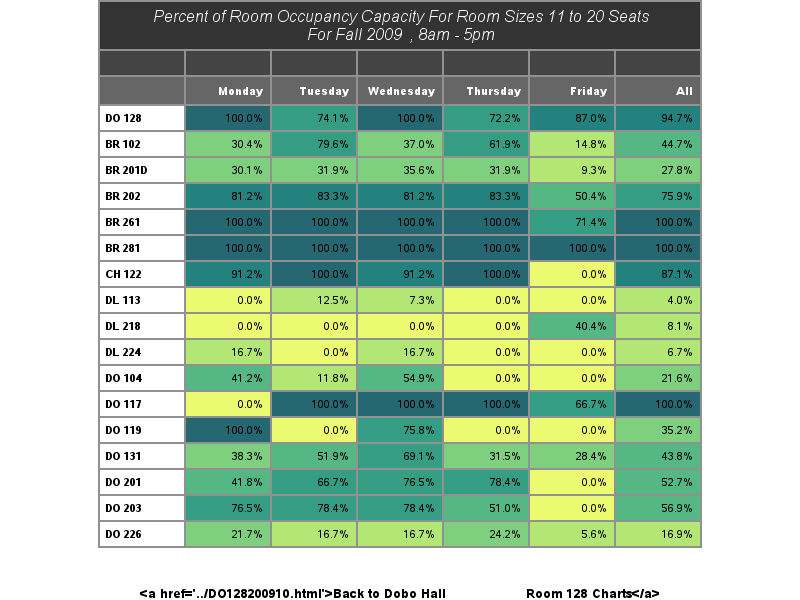 Percent of Room Occupancy Capacity For Room Sizes 11 to 20 Seats
For Fall 2009 , 8am - 5pm
Monday Tuesday Wednesday Thursday Friday All
DO 128 100.0% 74.1% 100.0% 72.2% 87.0% 94.7%
BR 102 30.4% 79.6% 37.0% 61.9% 14.8% 44.7%
BR 201D 30.1% 31.9% 35.6% 31.9% 9.3% 27.8%
BR 202 81.2% 83.3% 81.2% 83.3% 50.4% 75.9%
BR 261 100.0% 100.0% 100.0% 100.0% 71.4% 100.0%
BR 281 100.0% 100.0% 100.0% 100.0% 100.0% 100.0%
CH 122 91.2% 100.0% 91.2% 100.0% 0.0% 87.1%
DL 113 0.0% 12.5% 7.3% 0.0% 0.0% 4.0%
DL 218 0.0% 0.0% 0.0% 0.0% 40.4% 8.1%
DL 224 16.7% 0.0% 16.7% 0.0% 0.0% 6.7%
DO 104 41.2% 11.8% 54.9% 0.0% 0.0% 21.6%
DO 117 0.0% 100.0% 100.0% 100.0% 66.7% 100.0%
DO 119 100.0% 0.0% 75.8% 0.0% 0.0% 35.2%
DO 131 38.3% 51.9% 69.1% 31.5% 28.4% 43.8%
DO 201 41.8% 66.7% 76.5% 78.4% 0.0% 52.7%
DO 203 76.5% 78.4% 78.4% 51.0% 0.0% 56.9%
DO 226 21.7% 16.7% 16.7% 24.2% 5.6% 16.9%
<a href='../DO128200910.html'>Back to Dobo Hall Room 128 Charts</a>